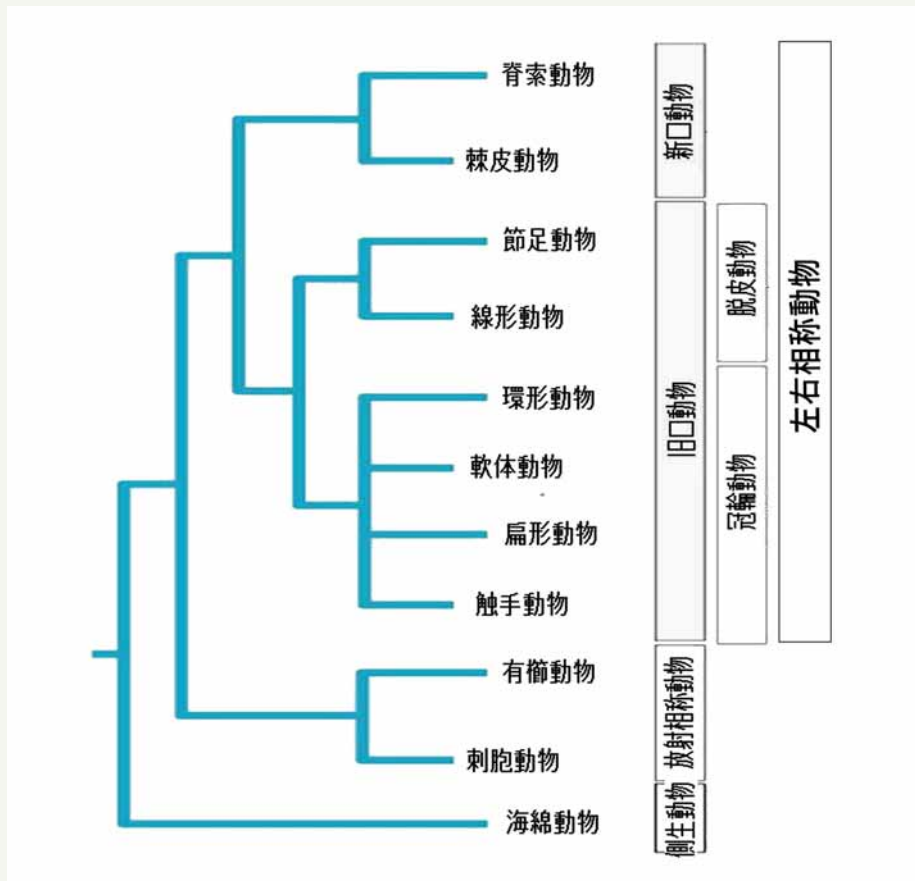 脊索動物
棘皮動物
節足動物
線形動物
環形動物
軟体動物
扁形動物
触手動物
有櫛動物
刺胞動物
海綿動物
新口動物
旧口動物
放射相称動物
側生動物
脱皮動物
冠輪動物
左右相称動物